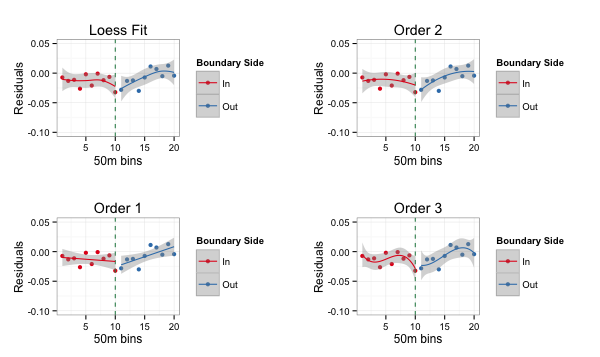 Loess Fit
0.05
0.00
-0.05
-0.10
Residuals
5 10 15 20
50m bins
Boundary Side
In
Out
Order 2
0.05
0.00
-0.05
-0.10
Residuals
5 10 15 20
50m bins
Boundary Side
In
Out
Order 1
0.05
0.00
-0.05
-0.10
Residuals
5 10 15 20
50m bins
Boundary Side
In
Out
Order 3
0.05
0.00
-0.05
-0.10
Residuals
5 10 15 20
50m bins
Boundary Side
In
Out